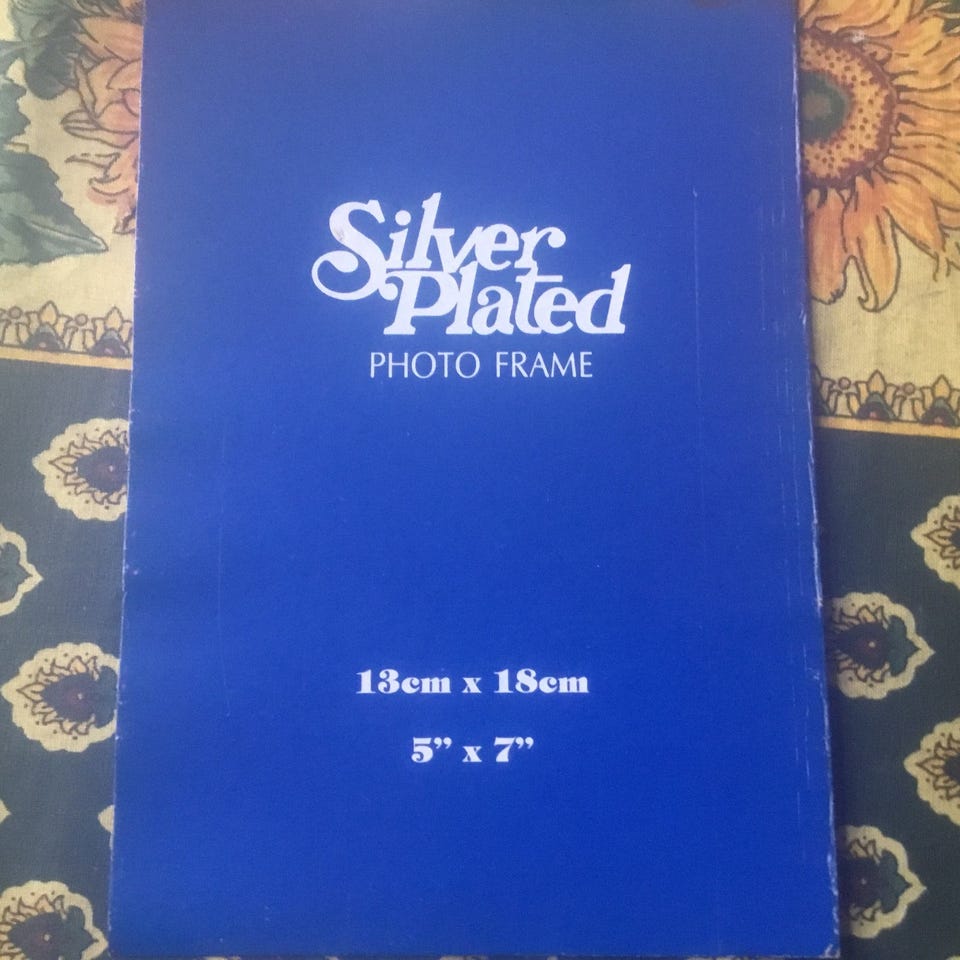 Silver
Plated
PHOTO FRAME
13cm x 18cm
5” x 7”